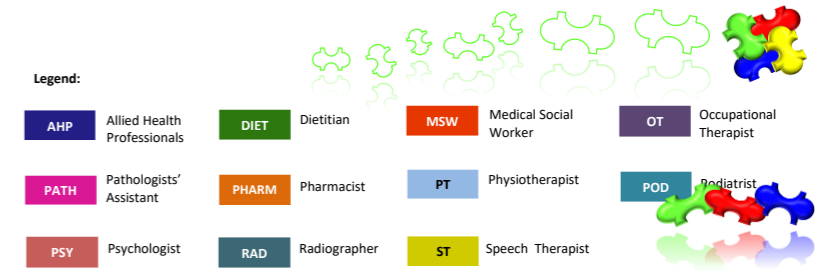 Legend:
AHP
Allied Health
Professionals
DIET
Dietitian
MSW
Medical Social
Worker
OT
Occupational
Therapist
PATH
Pathologists’
Assistant
PHARM
Pharmacist
PT
Physiotherapist
POD
Podiatrist
PSY
Psychologist
RAD
Radiographer
ST
Speech Therapist